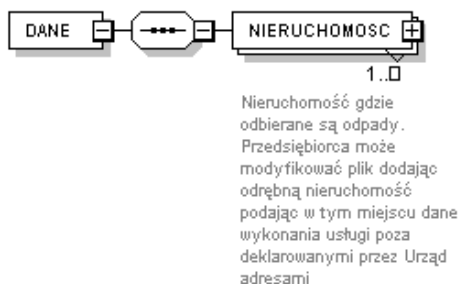 DANE
NIERUCHOMOSC
1..□
Nieruchomość gdzie
odbierane są odpady.
Przedsiębiorca może
modyfikować plik dodając
odrębną nieruchomość
podając w tym miejscu dane
wykonania usługi poza
deklarowanymi przez Urząd
adresami